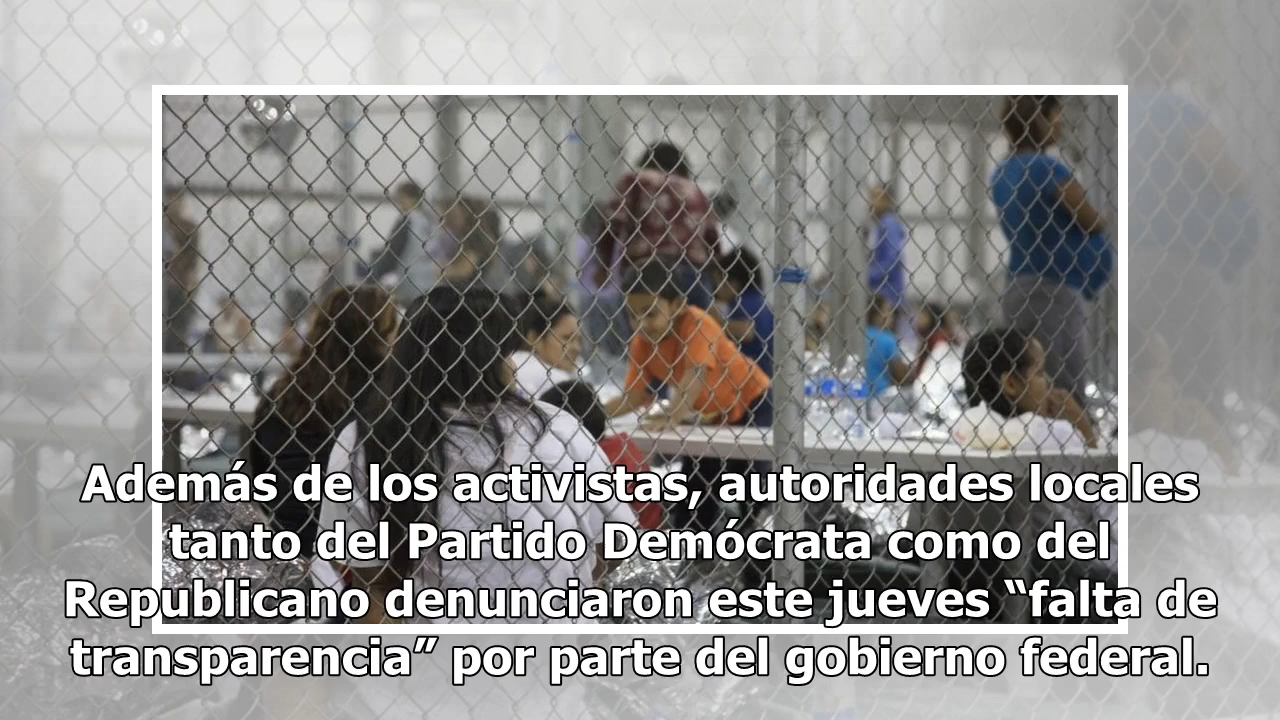 Además de los activistas, autoridades locales
tanto del Partido Demócrata como del
Republicano denunciaron este jueves “falta de
transparencia” por parte del gobierno federal.